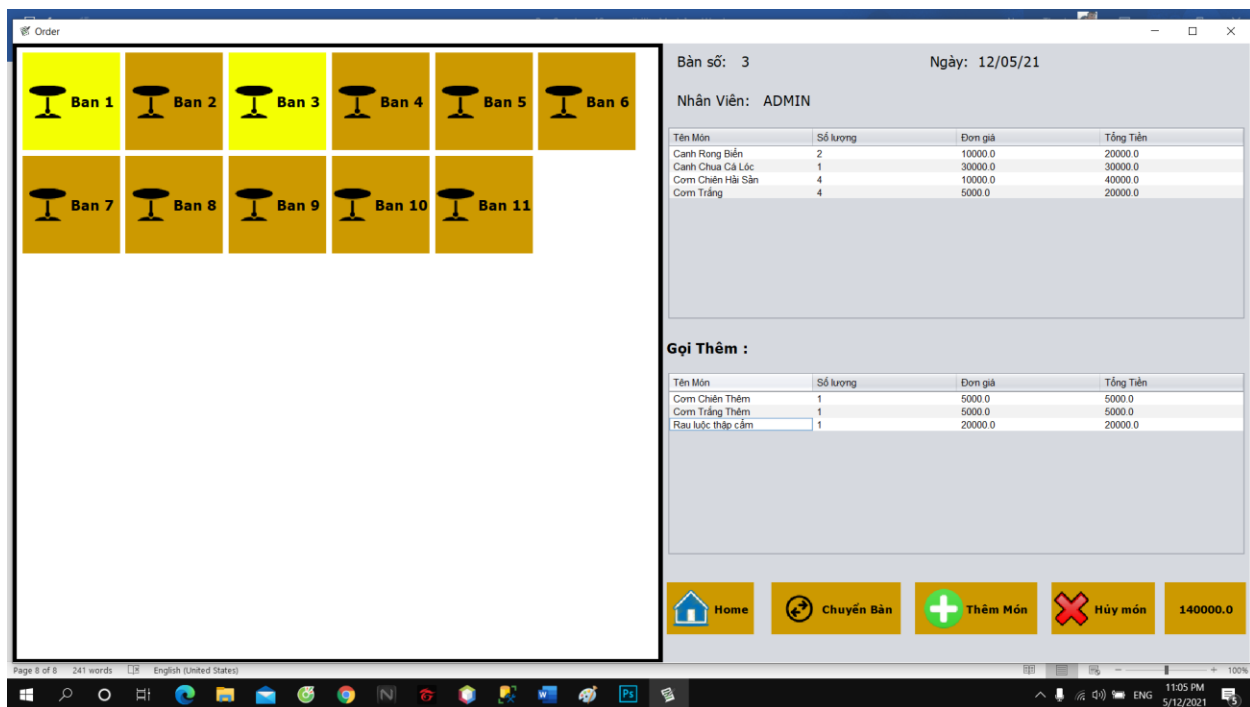 Order
Ban 1 Ban 2 Ban 3 Ban 4 Ban 5 Ban 6
Ban 7 Ban 8 Ban 9 Ban 10 Ban 11
Bàn số: 3 Ngày: 12/05/21
Nhân Viên: ADMIN
Tên Món Số lượng Đơn giá Tổng Tiền
Canh Rong Biển 2 10000.0 20000.0
Canh Chua Cá Lóc 1 30000.0 30000.0
Cơm Chiên Hải Sản 4 10000.0 40000.0
Cơm Trắng 4 5000.0 20000.0
Gọi Thêm :
Tên Món Số lượng Đơn giá Tổng Tiền
Cơm Chiên Thêm 1 5000.0 5000.0
Cơm Trắng Thêm 1 5000.0 5000.0
Rau luộc thập cẩm 1 20000.0 20000.0
Home Chuyển Bàn Thêm Món Hủy món 140000.0
Page 8 of 8 241 words English (United States) 100%
ENG 11:05 PM
5/12/2021 5